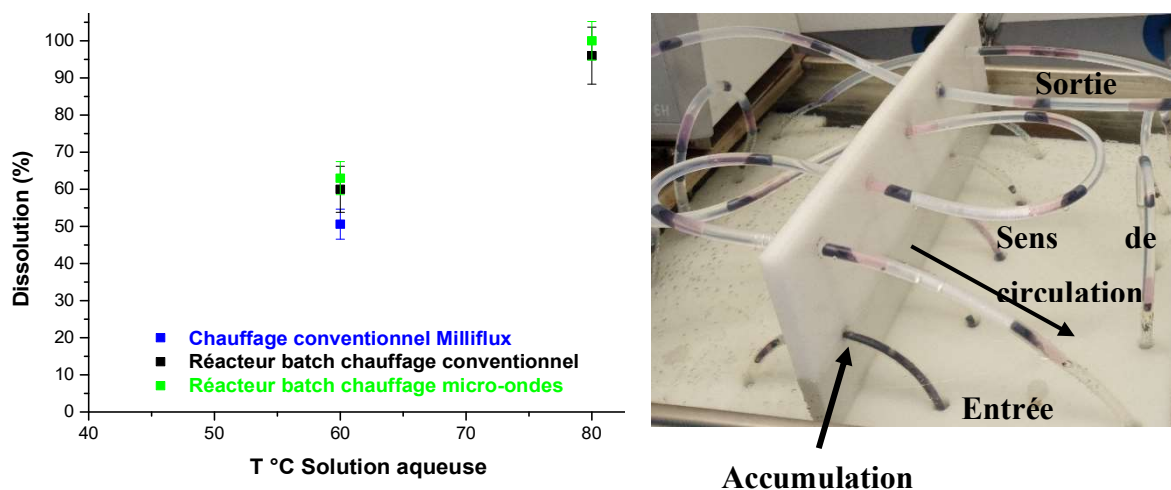 100
90
80
70
60
50
40
30
20
10
0
Dissolution (%)
Chauffage conventionnel Milliflux
Réacteur batch chauffage conventionnel
Réacteur batch chauffage micro-ondes
40
50
60
70
80
T °C Solution aqueuse
EH
Sortie
Sens de
circulation
Entrée
Accumulation